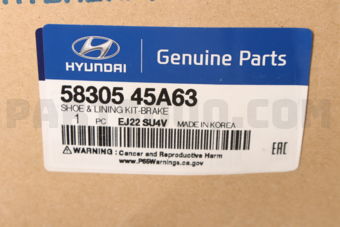 HYUNDAI
Genuine Parts
58305 45A63
SHOE & LINING KIT-BRAKE
1 PC EJ22 SU4V MADE IN KOREA
WARNING : Cancer and Reproductive Harm
www.P65Warnings.ca.gov
EAC